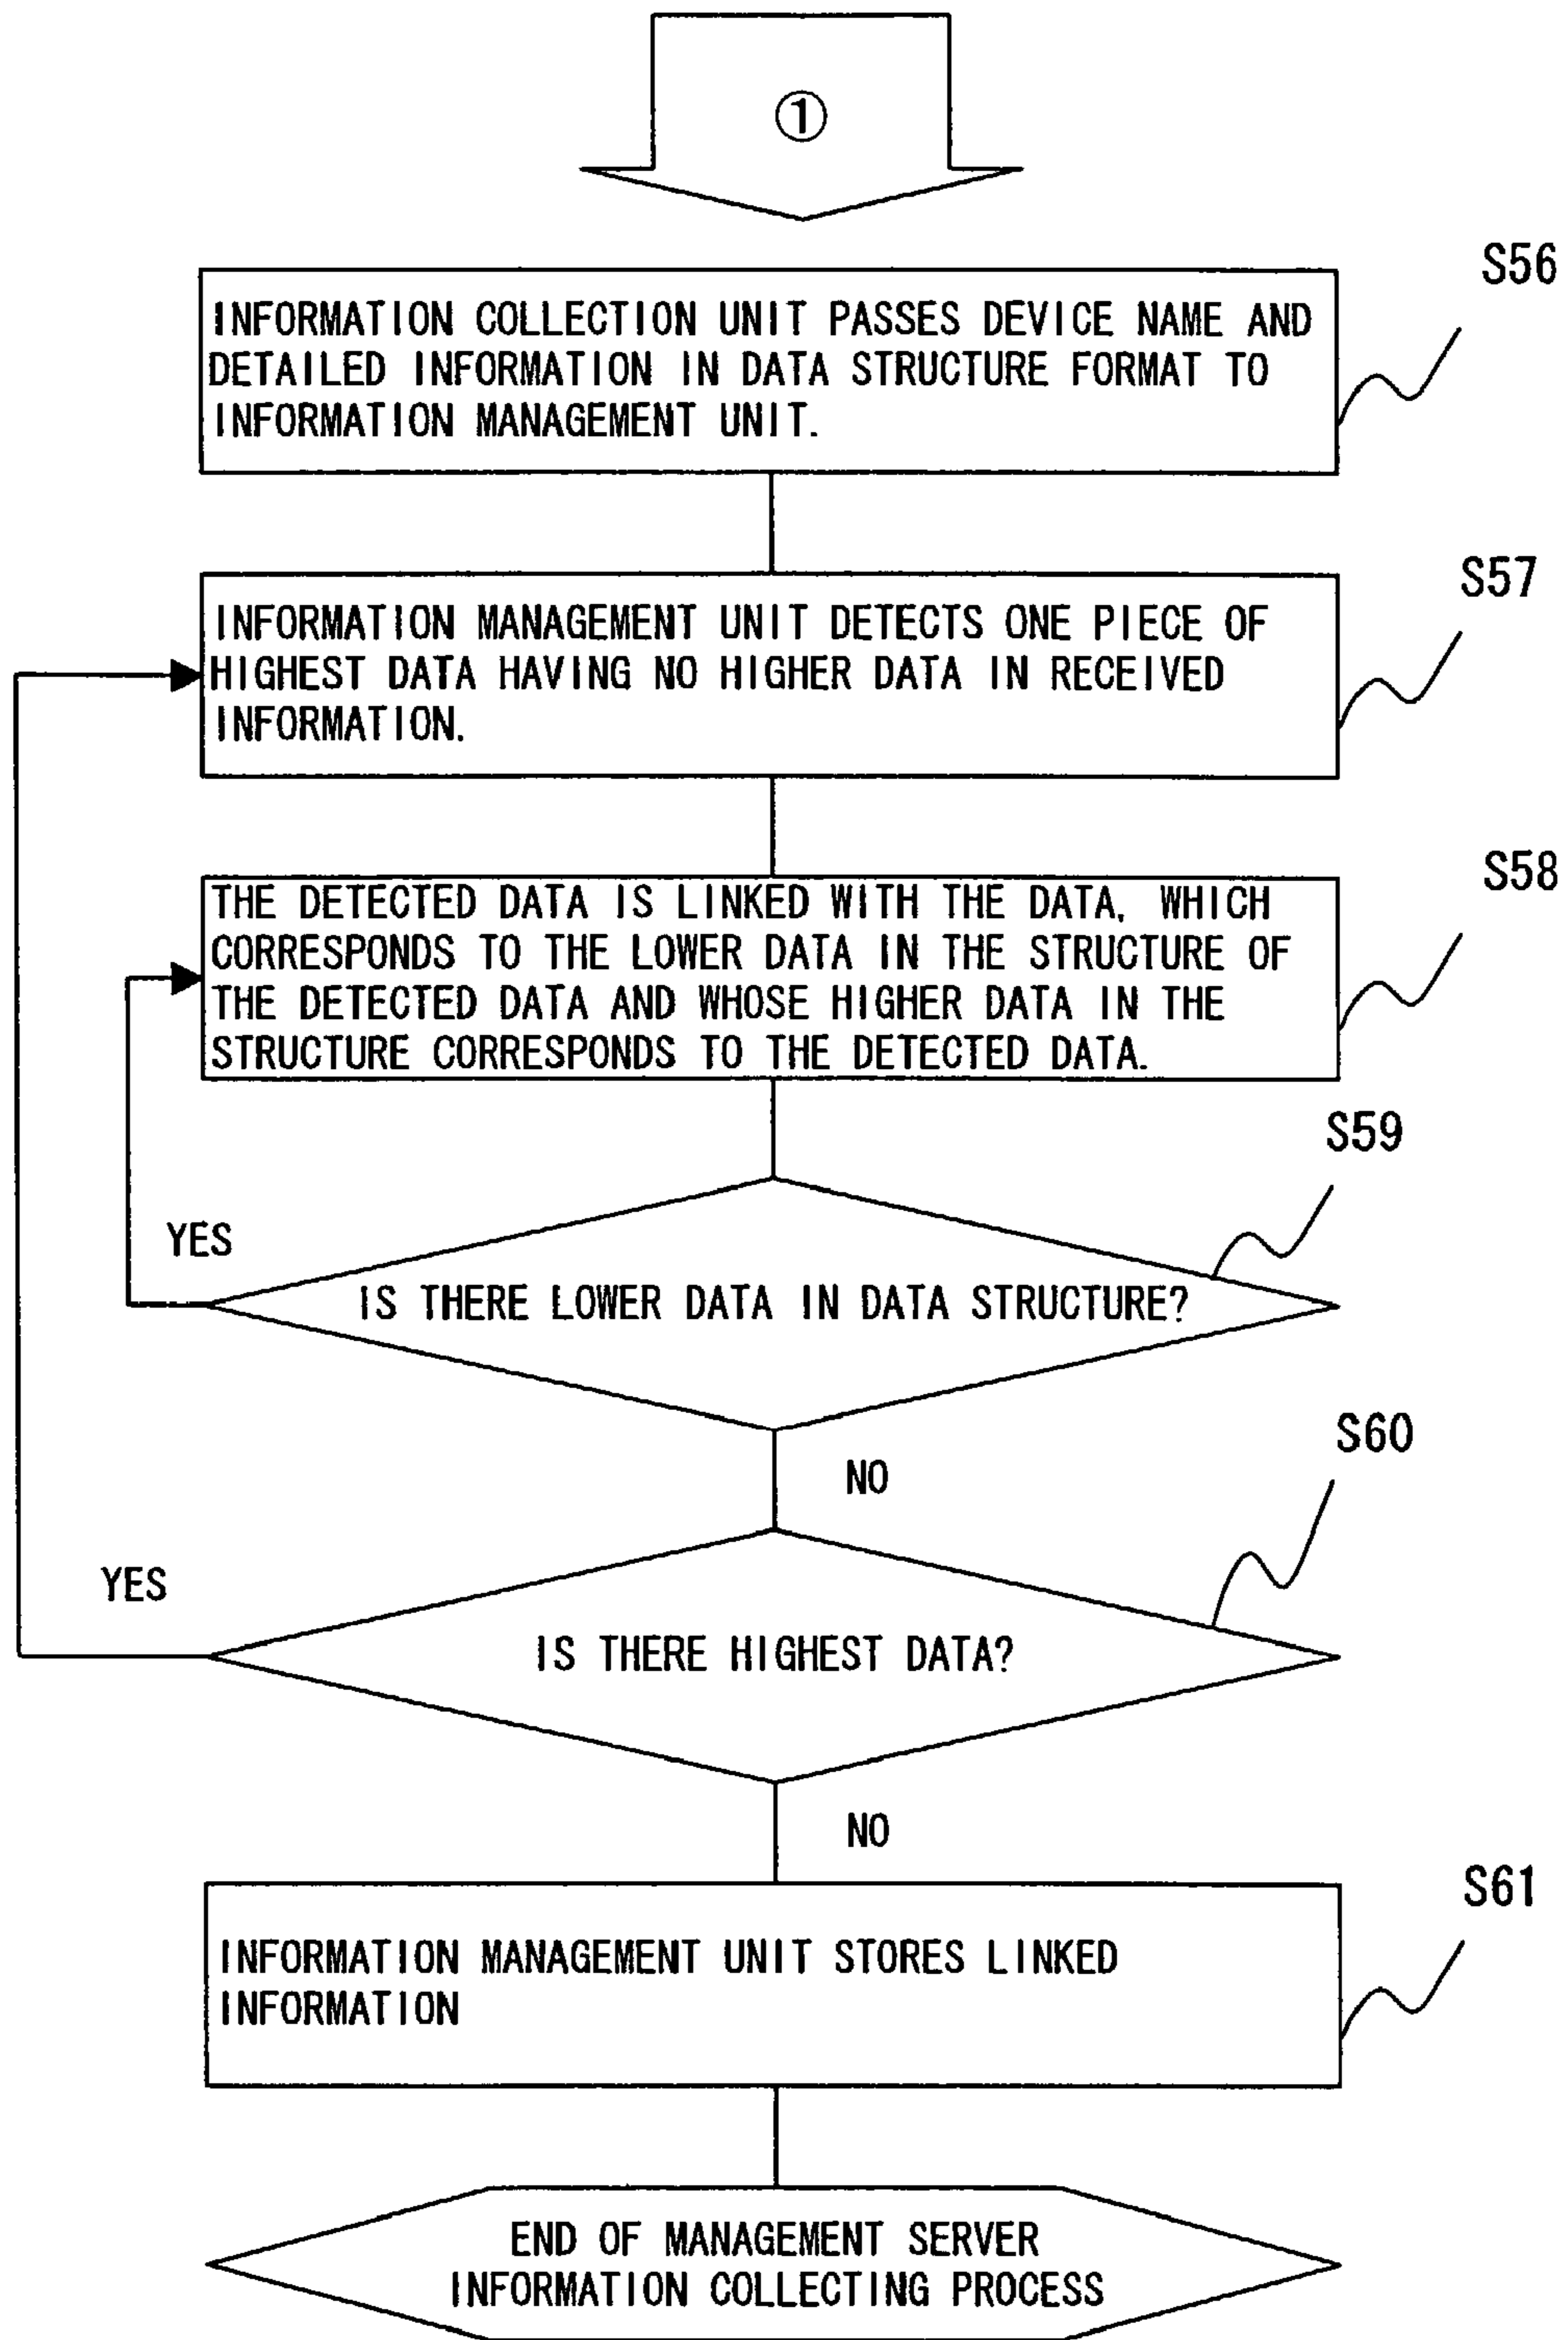 ①
S56
INFORMATION COLLECTION UNIT PASSES DEVICE NAME AND
DETAILED INFORMATION IN DATA STRUCTURE FORMAT TO
INFORMATION MANAGEMENT UNIT.
S57
INFORMATION MANAGEMENT UNIT DETECTS ONE PIECE OF
HIGHEST DATA HAVING NO HIGHER DATA IN RECEIVED
INFORMATION.
S58
THE DETECTED DATA IS LINKED WITH THE DATA, WHICH
CORRESPONDS TO THE LOWER DATA IN THE STRUCTURE OF
THE DETECTED DATA AND WHOSE HIGHER DATA IN THE
STRUCTURE CORRESPONDS TO THE DETECTED DATA.
S59
YES
IS THERE LOWER DATA IN DATA STRUCTURE?
S60
NO
YES
IS THERE HIGHEST DATA?
NO
S61
INFORMATION MANAGEMENT UNIT STORES LINKED
INFORMATION
END OF MANAGEMENT SERVER
INFORMATION COLLECTING PROCESS